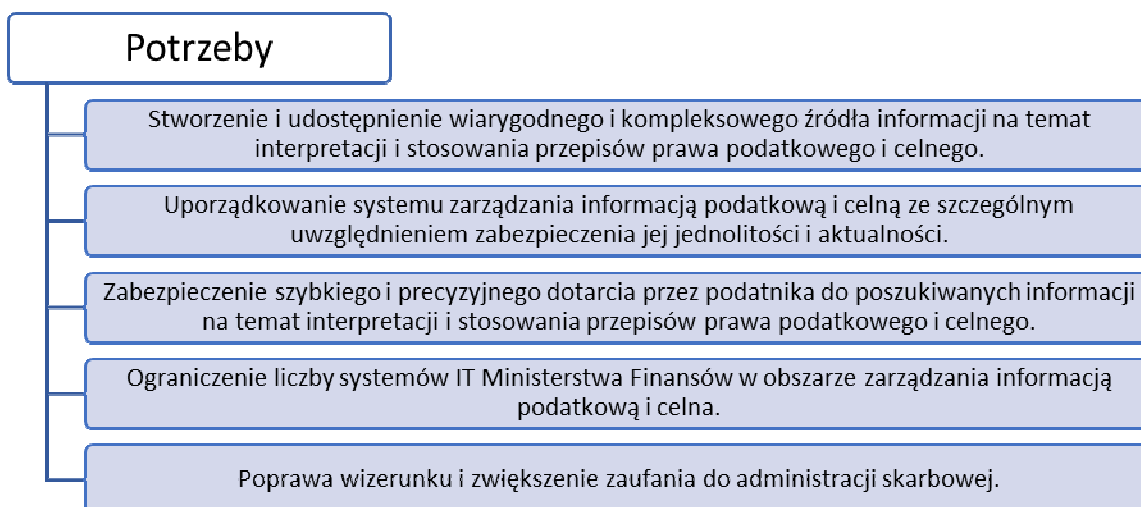 Potrzeby
Stworzenie i udostępnienie wiarygodnego i kompleksowego źródła informacji na temat
interpretacji i stosowania przepisów prawa podatkowego i celnego.
Uporządkowanie systemu zarządzania informacją podatkową i celną ze szczególnym
uwzględnieniem zabezpieczenia jej jednolitości i aktualności.
Zabezpieczenie szybkiego i precyzyjnego dotarcia przez podatnika do poszukiwanych informacji
na temat interpretacji i stosowania przepisów prawa podatkowego i celnego.
Ograniczenie liczby systemów IT Ministerstwa Finansów w obszarze zarządzania informacją
podatkową i celna.
Poprawa wizerunku i zwiększenie zaufania do administracji skarbowej.